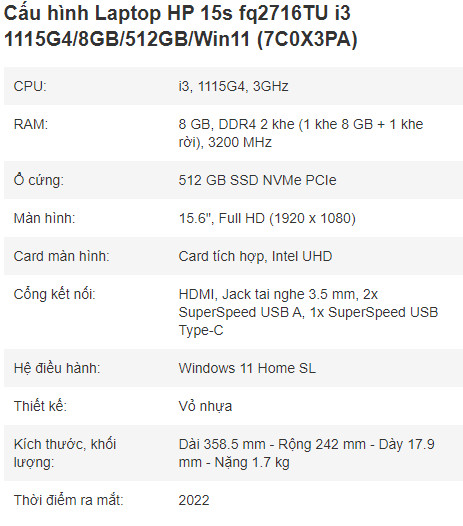 Cấu hình Laptop HP 15s fq2716TU i3
1115G4/8GB/512GB/Win11 (7C0X3PA)
CPU: i3, 1115G4, 3GHz
RAM: 8 GB, DDR4 2 khe (1 khe 8 GB + 1 khe
rời), 3200 MHz
Ổ cứng: 512 GB SSD NVMe PCIe
Màn hình: 15.6", Full HD (1920 x 1080)
Card màn hình: Card tích hợp, Intel UHD
Cổng kết nối: HDMI, Jack tai nghe 3.5 mm, 2x
SuperSpeed USB A, 1x SuperSpeed USB
Type-C
Hệ điều hành: Windows 11 Home SL
Thiết kế: Vỏ nhựa
Kích thước, khối
lượng:
Dài 358.5 mm - Rộng 242 mm - Dày 17.9
mm - Nặng 1.7 kg
Thời điểm ra mắt: 2022